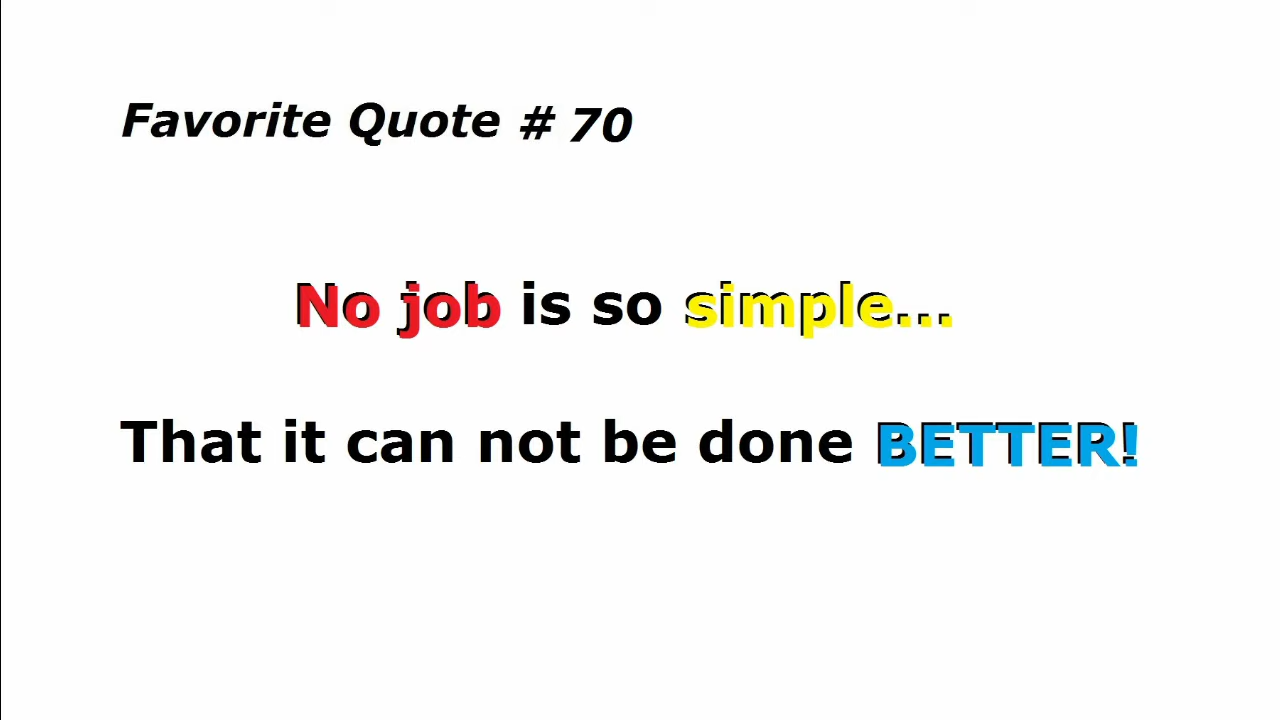 Favorite Quote # 70
No job is so simple...
That it can not be done BETTER!